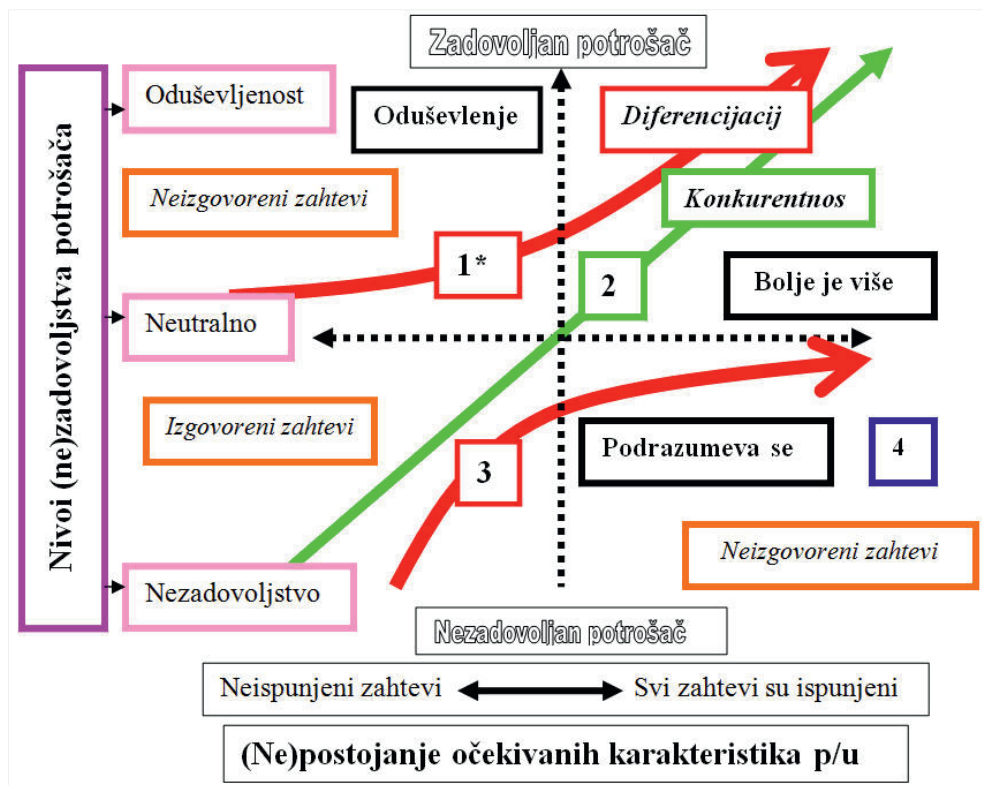 Zadovoljan potrošač
Nivoi (ne)zadovoljstva potrošača
Oduševljenost
Oduševlenje
Diferencijacij
Neizgovoreni zahtevi
Konkurentnos
1*
2
Bolje je više
Neutralno
Izgovoreni zahtevi
3
Podrazumeva se
4
Neizgovoreni zahtevi
Nezadovoljstvo
Nezadovoljan potrošač
Neispunjeni zahtevi
Svi zahtevi su ispunjeni
(Ne)postojanje očekivanih karakteristika p/u